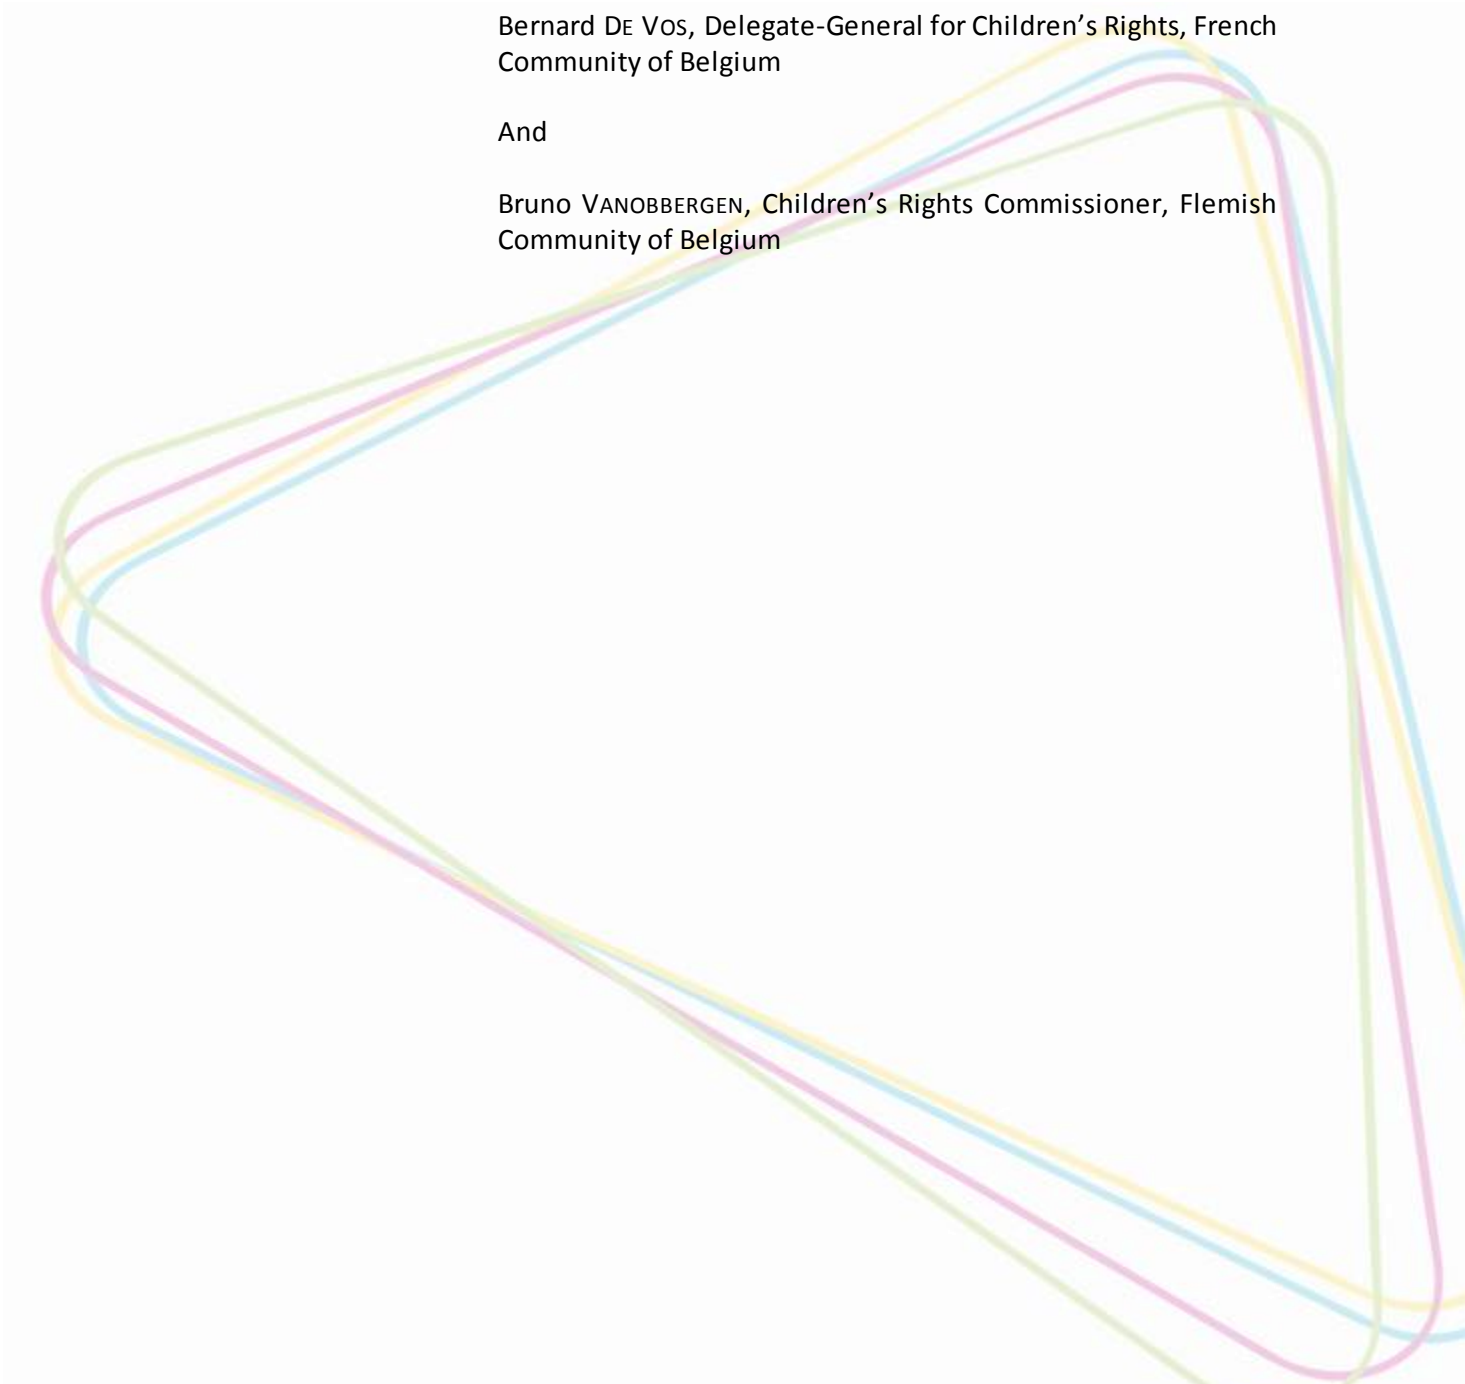 Bernard DE VOS, Delegate-General for Children’s Rights, French
Community of Belgium
And
Bruno VANOBBERGEN, Children’s Rights Commissioner, Flemish
Community of Belgium